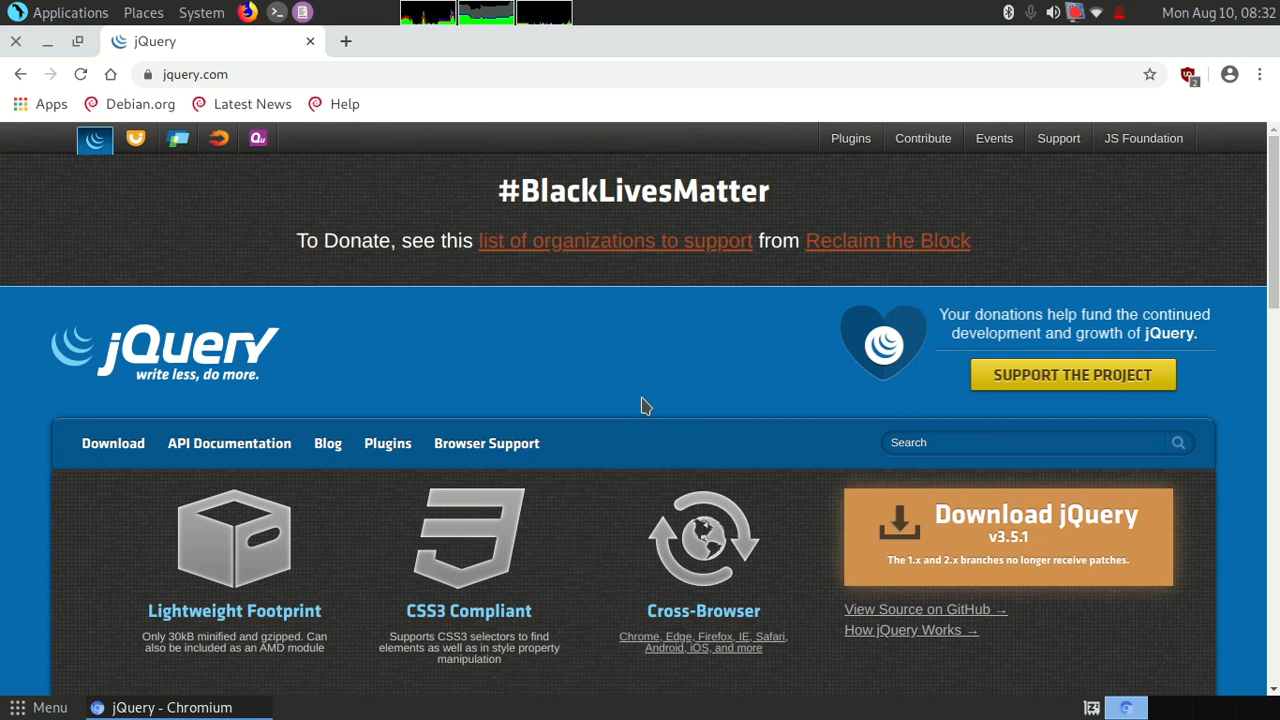 Applications Places System
Mon Aug 10, 08:32
jQuery
jquery.com
2
Apps Debian.org Latest News Help
Qu
Plugins Contribute Events Support JS Foundation
#BlackLivesMatter
To Donate, see this list of organizations to support from Reclaim the Block
jQuery
write less, do more.
Your donations help fund the continued
development and growth of jQuery.
SUPPORT THE PROJECT
Download API Documentation Blog Plugins Browser Support
Search
Lightweight Footprint
Only 30kB minified and gzipped. Can
also be included as an AMD module
CSS3 Compliant
Supports CSS3 selectors to find
elements as well as in style property
manipulation
Cross-Browser
Chrome, Edge, Firefox, IE, Safari,
Android, iOS, and more
Download jQuery
v3.5.1
The 1.x and 2.x branches no longer receive patches.
View Source on GitHub →
How jQuery Works →
Menu jQuery - Chromium